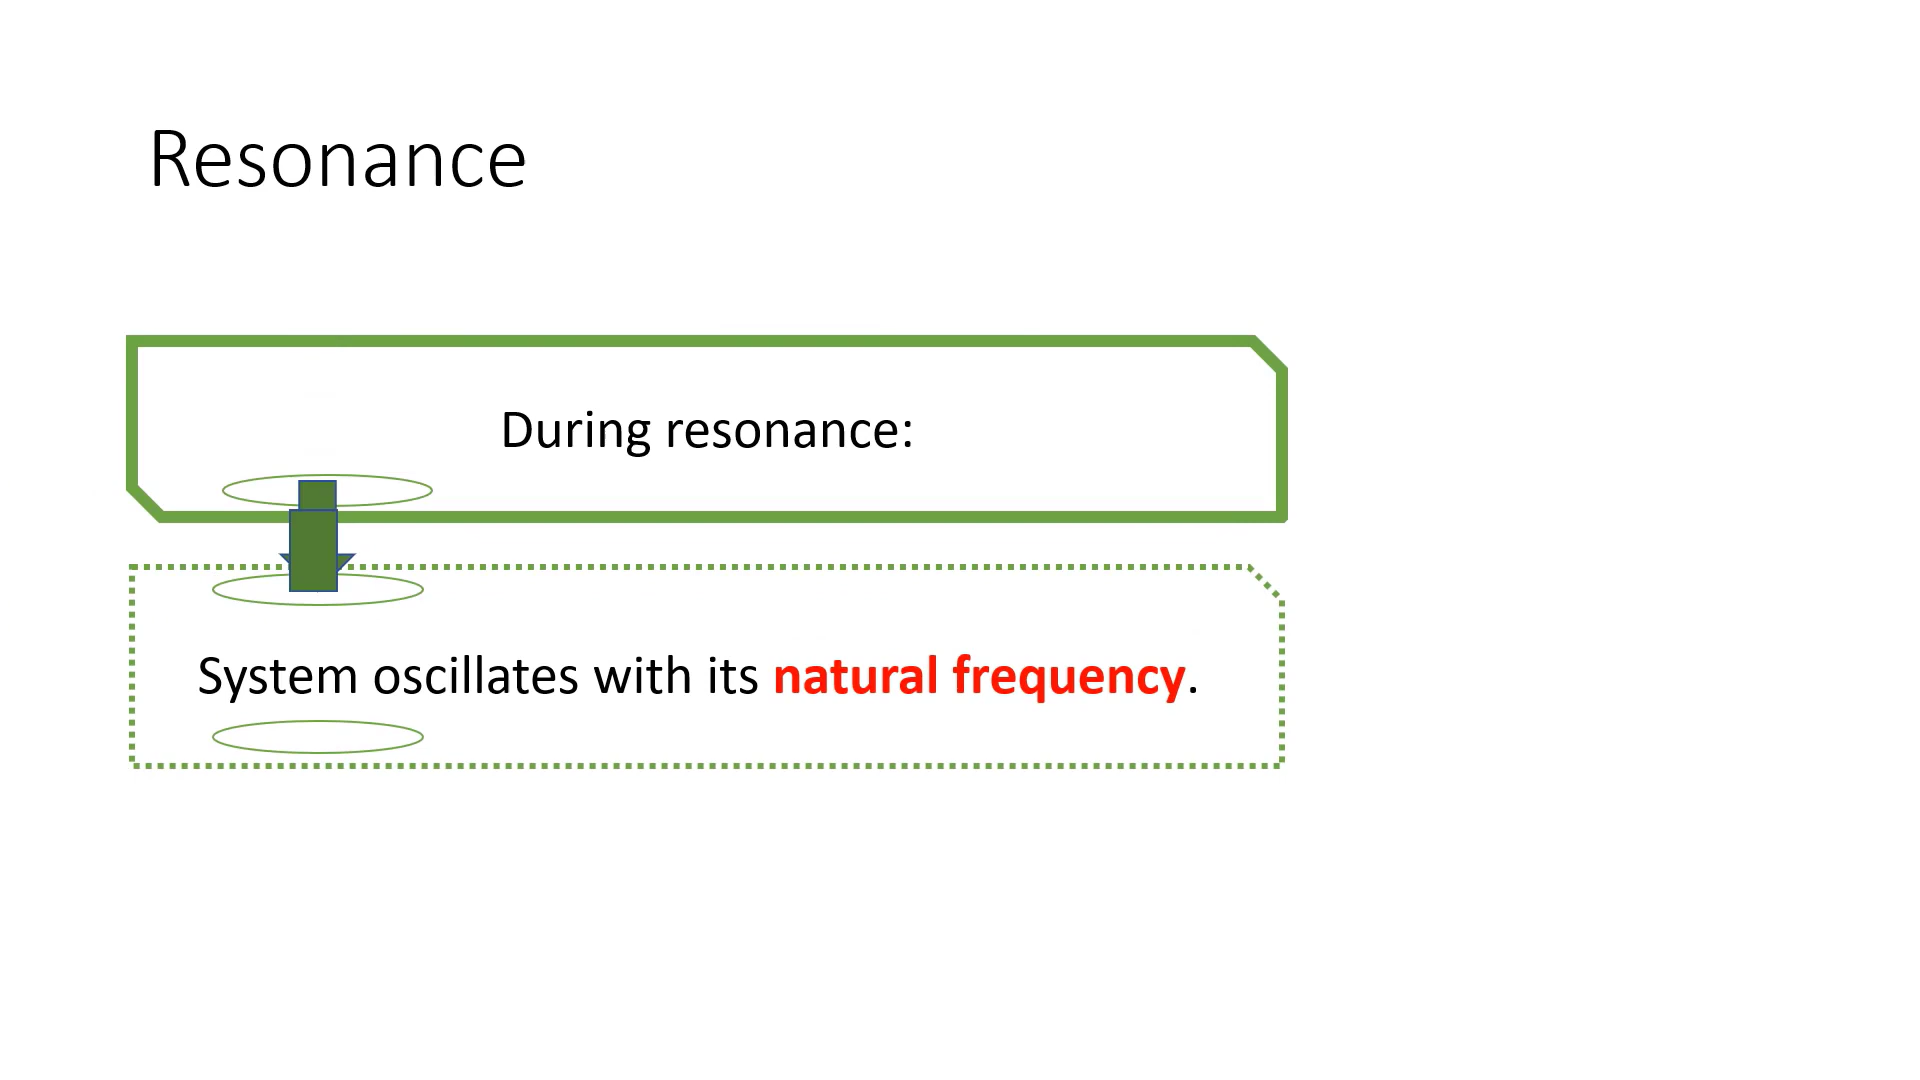 Resonance
During resonance:
System oscillates with its natural frequency.